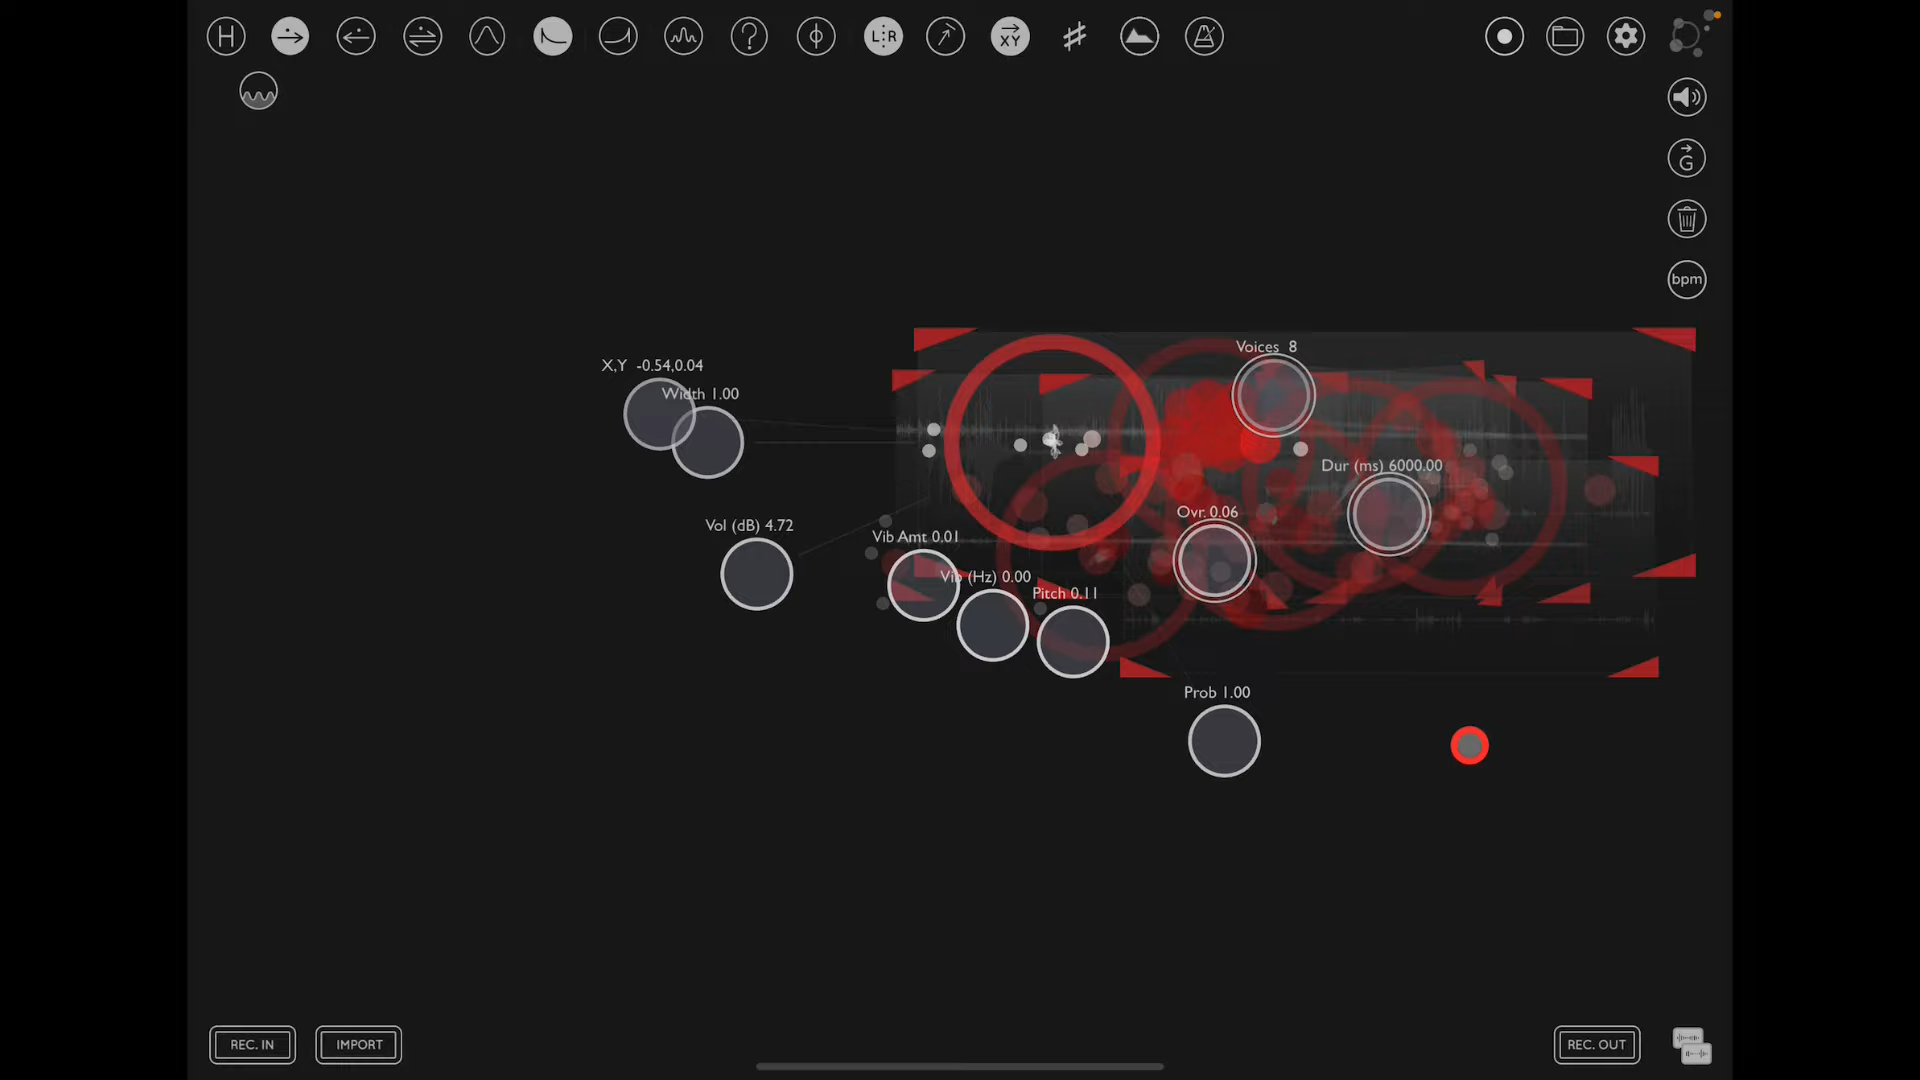 H
L:R
XY
G
bpm
Voices 8
X,Y -0.54,0.04
Width 1.00
Dur (ms) 6000.00
Ovr. 0.06
Vol (dB) 4.72
Vib Amt 0.01
Vib (Hz) 0.00
Pitch 0.11
Prob 1.00
REC. IN
IMPORT
REC. OUT